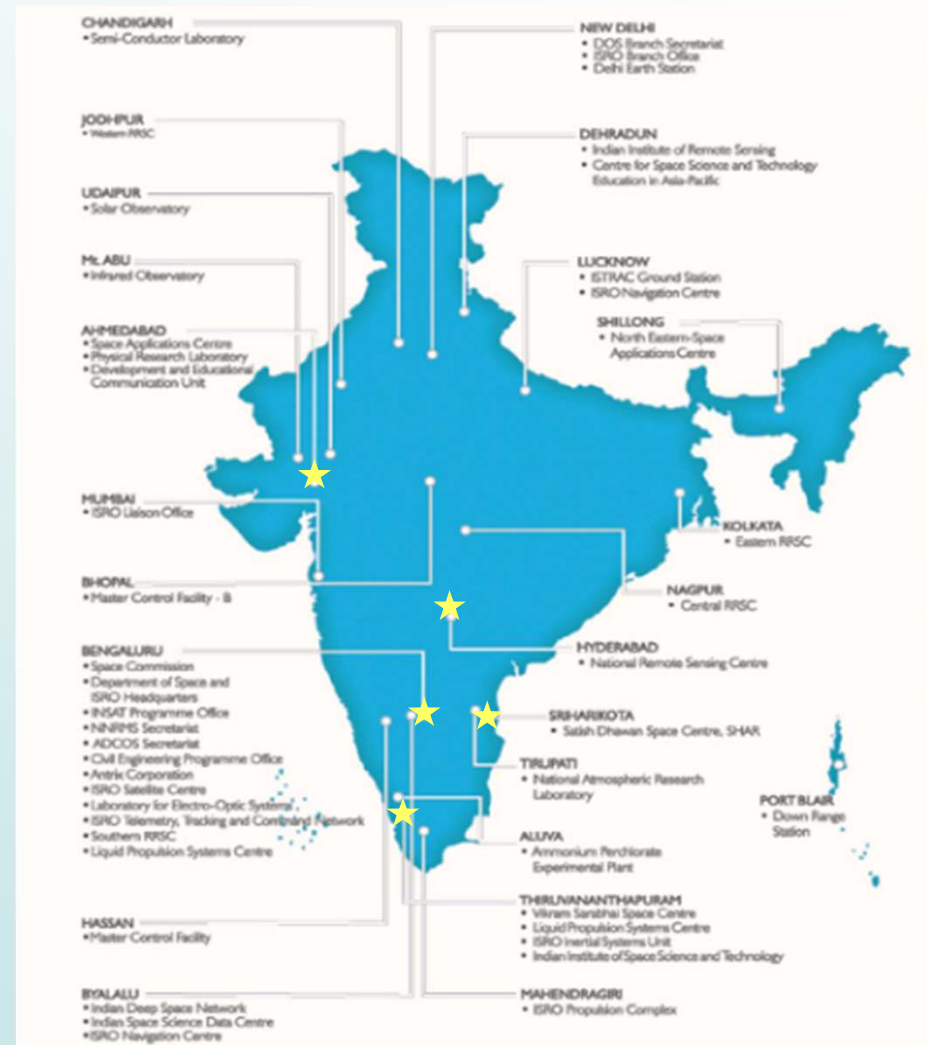 CHANDIGARH
• Semi-Conductor Laboratory
JODHPUR
• Western RRSC
UDAIPUR
• Solar Observatory
Mt. ABU
• Infrared Observatory
AHMEDABAD
• Space Applications Centre
• Physical Research Laboratory
• Development and Educational
Communication Unit
MUMBAI
• ISRO Liaison Office
BHOPAL
• Master Control Facility - B
BENGALURU
• Space Commission
• Department of Space and
ISRO Headquarters
• INSAT Programme Office
• NNRMS Secretariat
• ADCOS Secretariat
• Civil Engineering Programme Office
• Antrix Corporation
• ISRO Satellite Centre
• Laboratory for Electro-Optic Systems
• ISRO Telemetry, Tracking and Command Network
• Southern RRSC
• Liquid Propulsion Systems Centre
HASSAN
• Master Control Facility
BYALALU
• Indian Deep Space Network
• Indian Space Science Data Centre
• ISRO Navigation Centre
NEW DELHI
• DOS Branch Secretariat
• ISRO Branch Office
• Delhi Earth Station
DEHRADUN
• Indian Institute of Remote Sensing
• Centre for Space Science and Technology
Education in Asia-Pacific
LUCKNOW
• ISTRAC Ground Station
• ISRO Navigation Centre
SHILLONG
• North Eastern-Space
Applications Centre
KOLKATA
• Eastern RRSC
NAGPUR
• Central RRSC
HYDERABAD
• National Remote Sensing Centre
SRIHARIKOTA
• Satish Dhawan Space Centre, SHAR
TIRUPATI
• National Atmospheric Research
Laboratory
PORT BLAIR
• Down Range
Station
ALUVA
• Ammonium Perchlorate
Experimental Plant
THIRUVANANTHAPURAM
• Vikram Sarabhai Space Centre
• Liquid Propulsion Systems Centre
• ISRO Inertial Systems Unit
• Indian Institute of Space Science and Technology
MAHENDRAGIRI
• ISRO Propulsion Complex